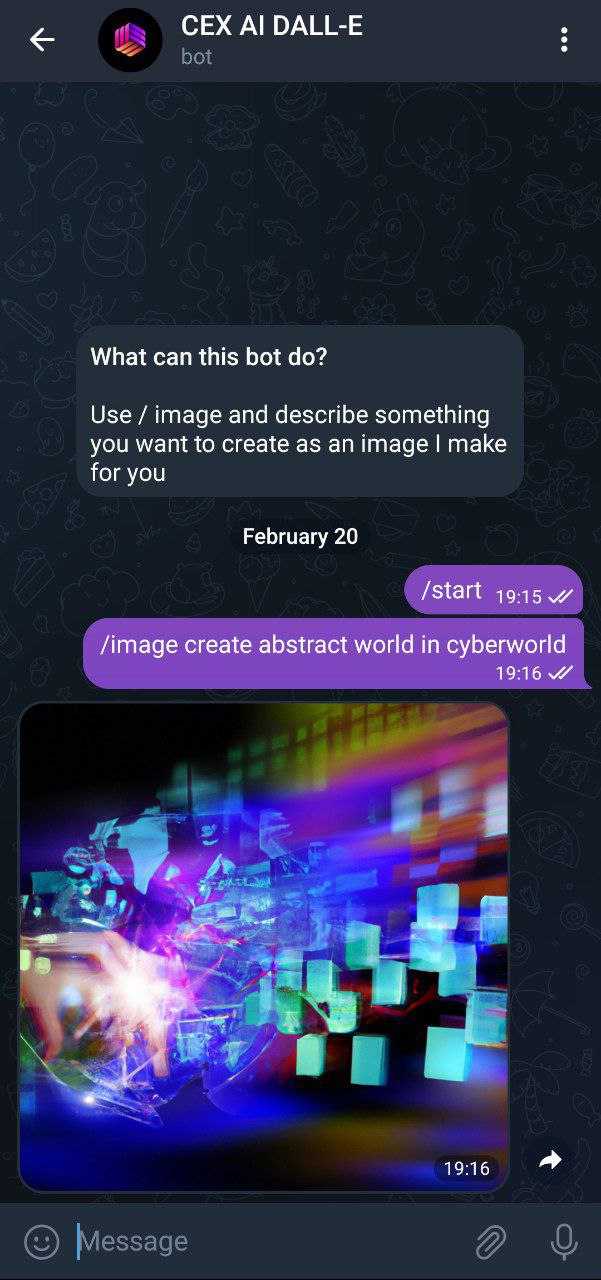 CEX AI DALL-E
bot
What can this bot do?
Use / image and describe something
you want to create as an image I make
for you
February 20
/start 19:15
/image create abstract world in cyberworld
19:16
19:16
Message